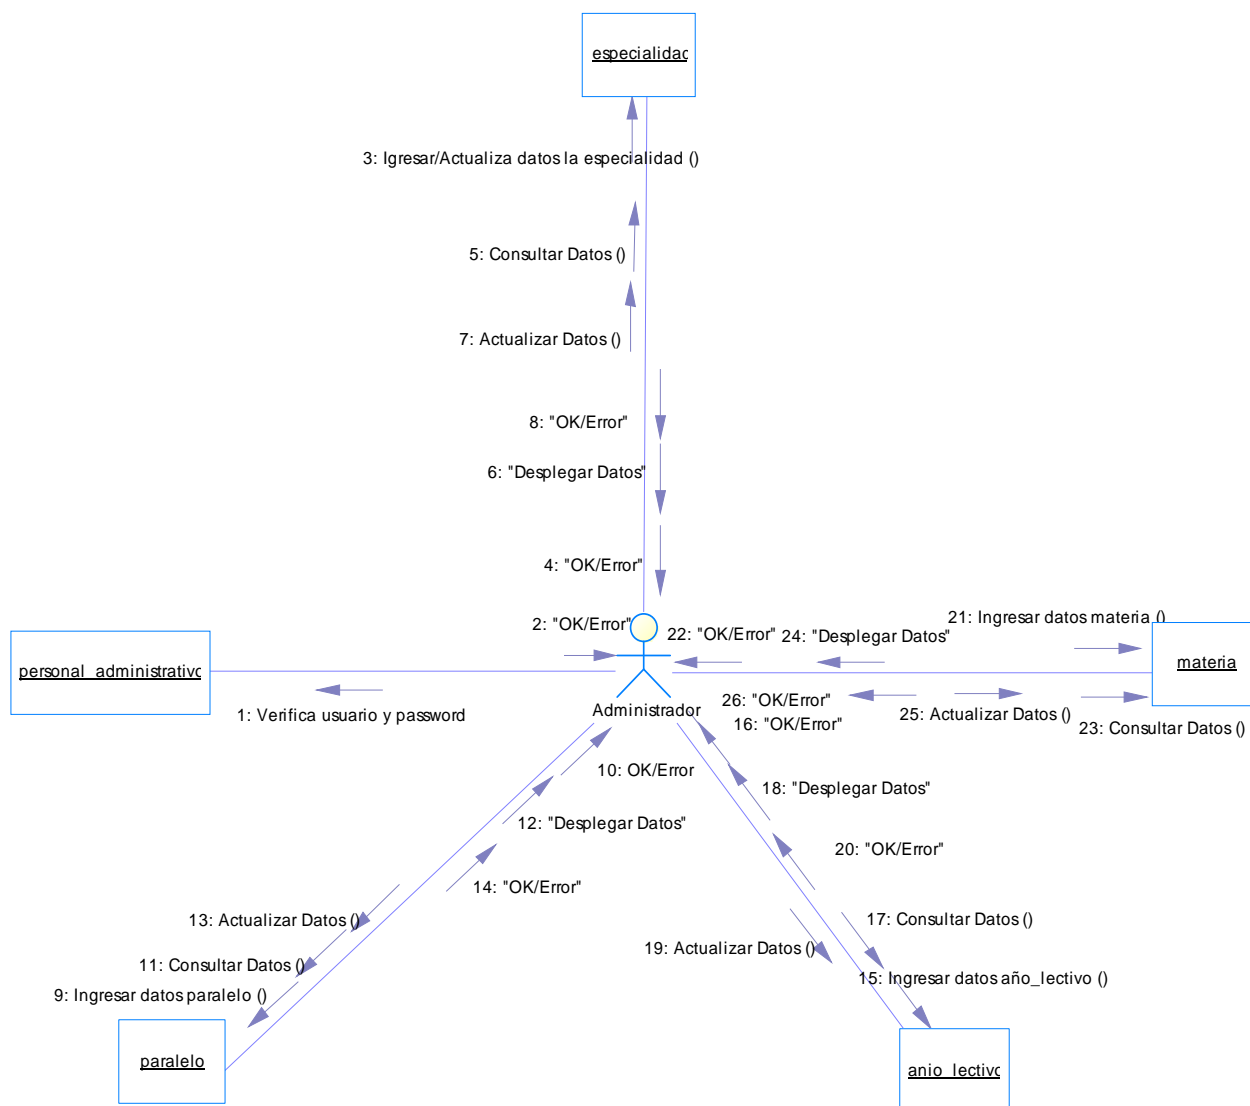 especialidad
3: Igresar/Actualiza datos la especialidad ()
5: Consultar Datos ()
7: Actualizar Datos ()
8: "OK/Error"
6: "Desplegar Datos"
4: "OK/Error"
2: "OK/Error"
22: "OK/Error"
24: "Desplegar Datos"
21: Ingresar datos materia ()
personal_administrativo
materia
1: Verifica usuario y password
Administrador
26: "OK/Error"
16: "OK/Error"
25: Actualizar Datos ()
23: Consultar Datos ()
10: OK/Error
18: "Desplegar Datos"
12: "Desplegar Datos"
20: "OK/Error"
14: "OK/Error"
13: Actualizar Datos ()
17: Consultar Datos ()
19: Actualizar Datos ()
11: Consultar Datos ()
15: Ingresar datos año_lectivo ()
9: Ingresar datos paralelo ()
paralelo
anio_lectivo